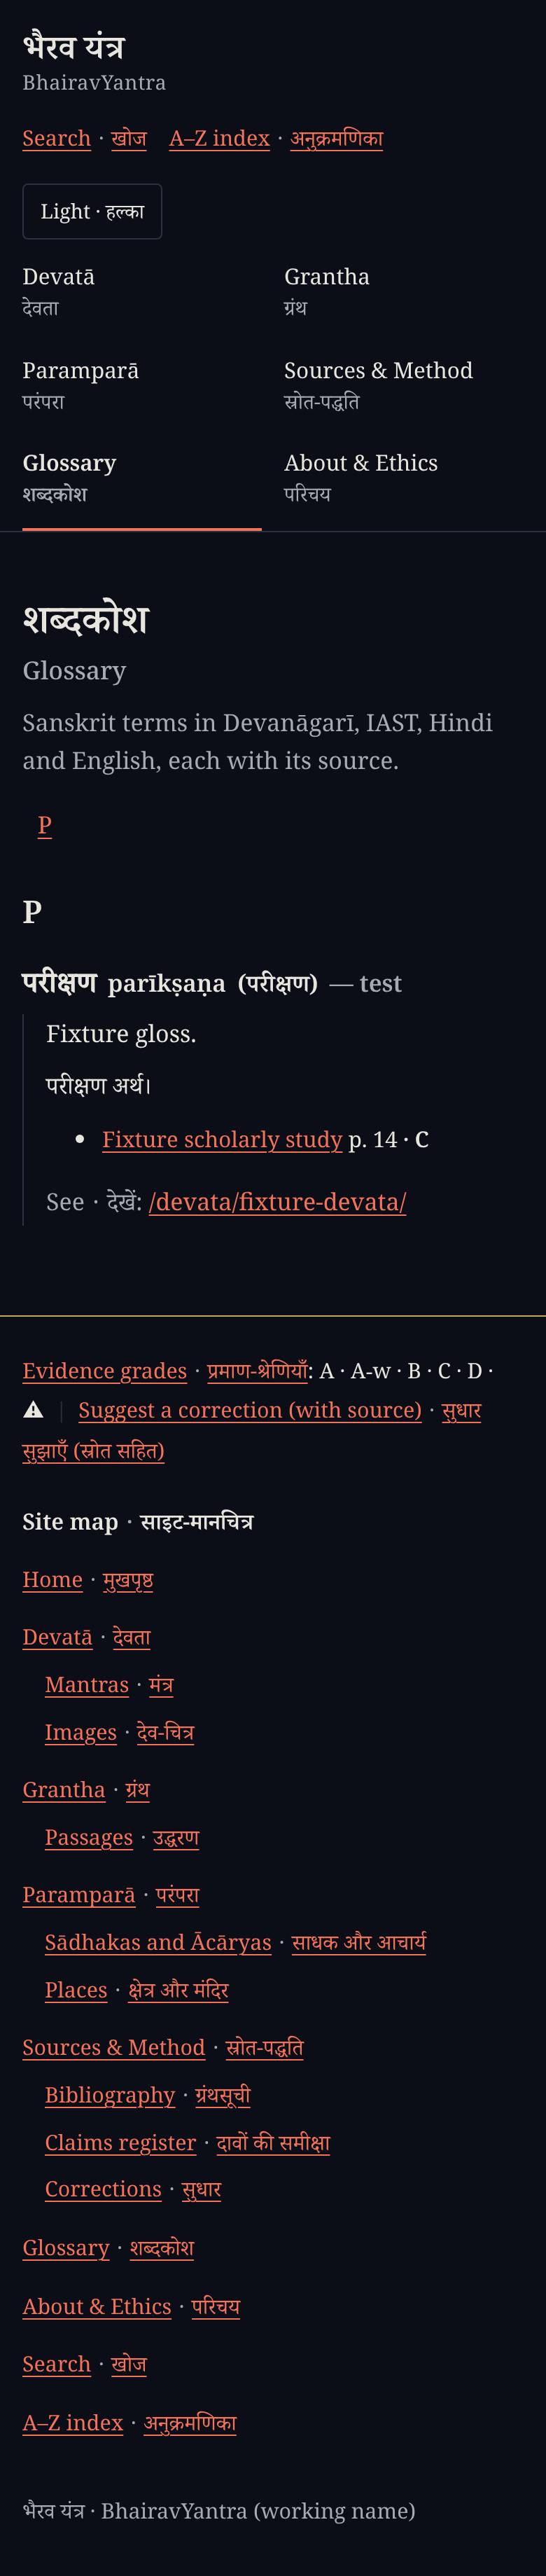 भैरव यंत्र
BhairavYantra
Search · खोज A–Z index · अनुक्रमणिका
Light · हल्का
Devatā
देवता
Grantha
ग्रंथ
Paramparā
परंपरा
Sources & Method
स्रोत-पद्धति
Glossary
शब्दकोश
About & Ethics
परिचय
शब्दकोश
Glossary
Sanskrit terms in Devanāgarī, IAST, Hindi
and English, each with its source.
P
P
परीक्षण parīkṣaṇa (परीक्षण) — test
Fixture gloss.
परीक्षण अर्थ।
• Fixture scholarly study p. 14 · C
See · देखें: /devata/fixture-devata/
Evidence grades · प्रमाण-श्रेणियाँ: A · A-w · B · C · D ·
⚠ | Suggest a correction (with source) · सुधार
सुझाएँ (स्रोत सहित)
Site map · साइट-मानचित्र
Home · मुखपृष्ठ
Devatā · देवता
Mantras · मंत्र
Images · देव-चित्र
Grantha · ग्रंथ
Passages · उद्धरण
Paramparā · परंपरा
Sādhakas and Ācāryas · साधक और आचार्य
Places · क्षेत्र और मंदिर
Sources & Method · स्रोत-पद्धति
Bibliography · ग्रंथसूची
Claims register · दावों की समीक्षा
Corrections · सुधार
Glossary · शब्दकोश
About & Ethics · परिचय
Search · खोज
A–Z index · अनुक्रमणिका
भैरव यंत्र · BhairavYantra (working name)